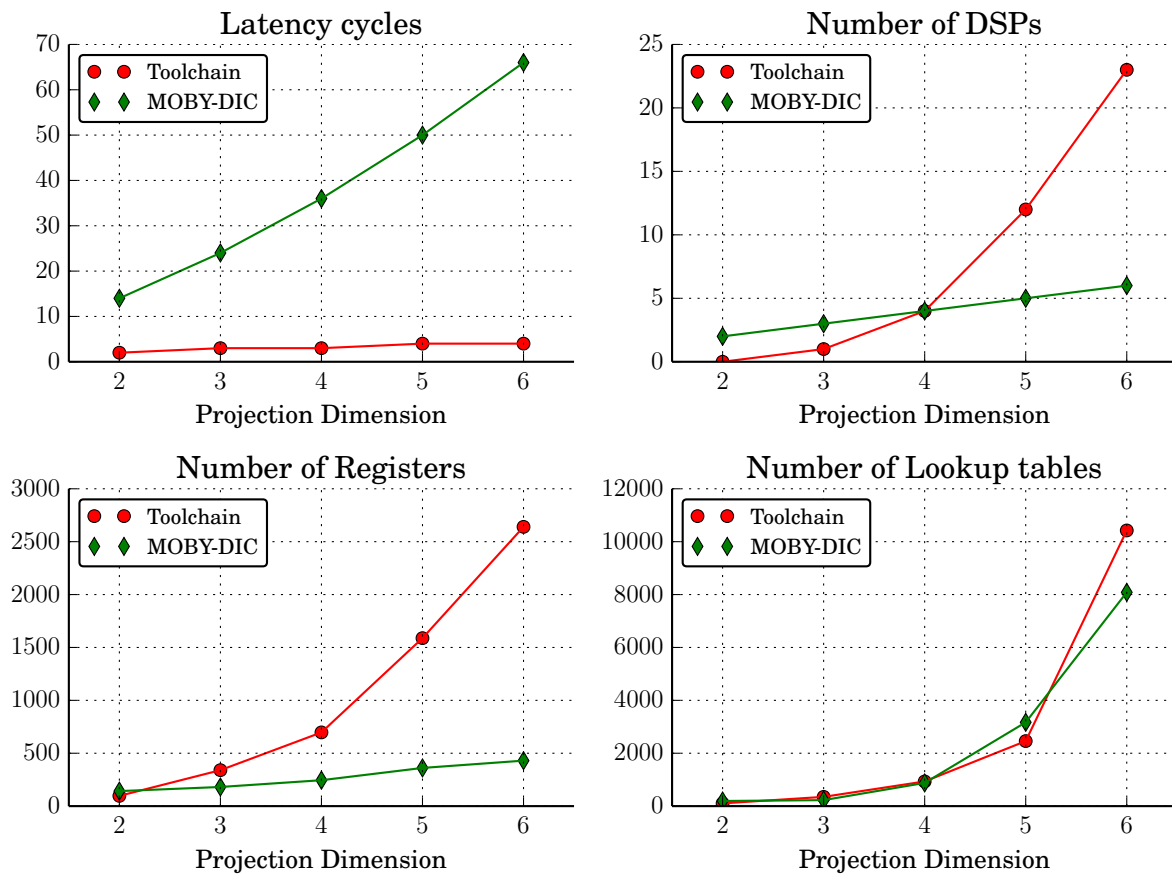 Latency cycles
70
60
50
40
30
20
10
0
Toolchain
MOBY-DIC
2 3 4 5 6
Projection Dimension
Number of DSPs
25
20
15
10
5
0
Toolchain
MOBY-DIC
2 3 4 5 6
Projection Dimension
Number of Registers
3000
2500
2000
1500
1000
500
0
Toolchain
MOBY-DIC
2 3 4 5 6
Projection Dimension
Number of Lookup tables
12000
10000
8000
6000
4000
2000
0
Toolchain
MOBY-DIC
2 3 4 5 6
Projection Dimension